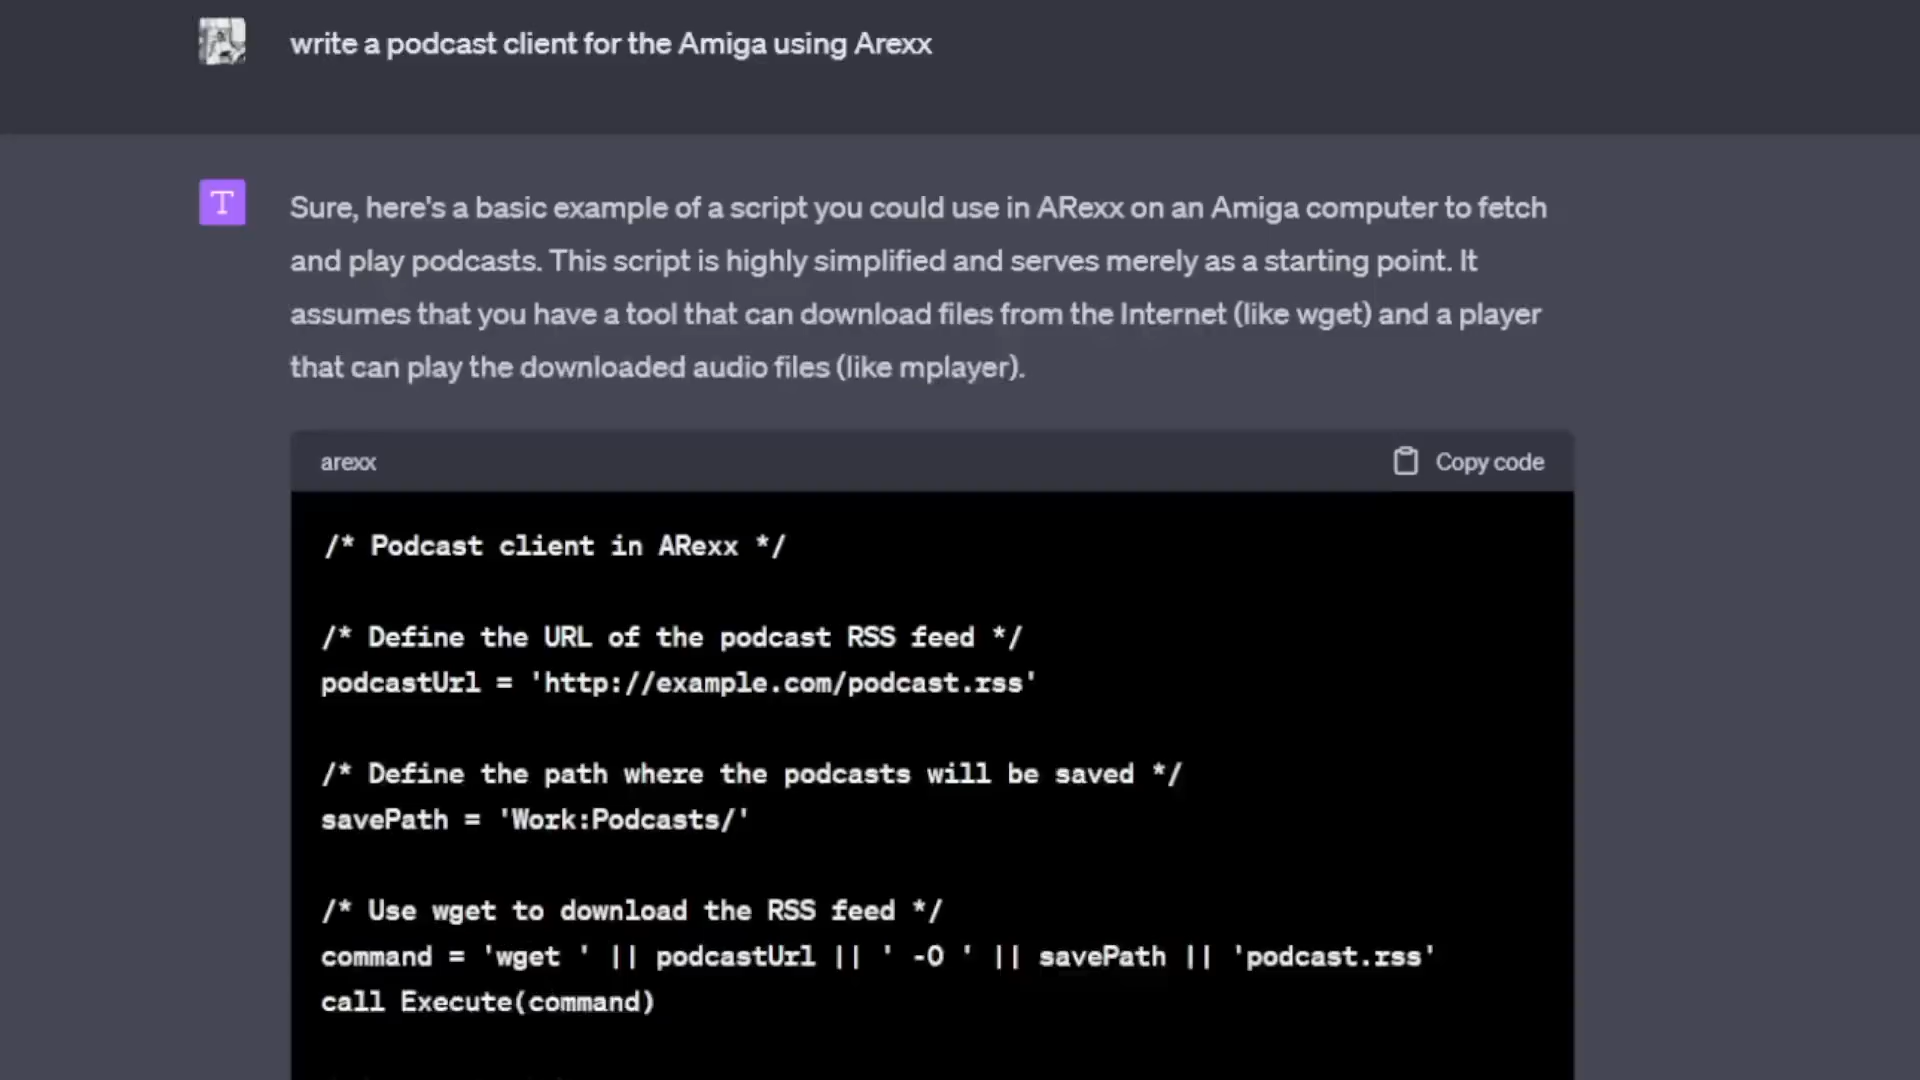 write a podcast client for the Amiga using Arexx
T
Sure, here's a basic example of a script you could use in ARexx on an Amiga computer to fetch
and play podcasts. This script is highly simplified and serves merely as a starting point. It
assumes that you have a tool that can download files from the Internet (like wget) and a player
that can play the downloaded audio files (like mplayer).
arexx
Copy code
/* Podcast client in ARexx */
/* Define the URL of the podcast RSS feed */
podcastUrl = 'http://example.com/podcast.rss'
/* Define the path where the podcasts will be saved */
savePath = 'Work:Podcasts/'
/* Use wget to download the RSS feed */
command = 'wget ' || podcastUrl || ' -O ' || savePath || 'podcast.rss'
call Execute(command)